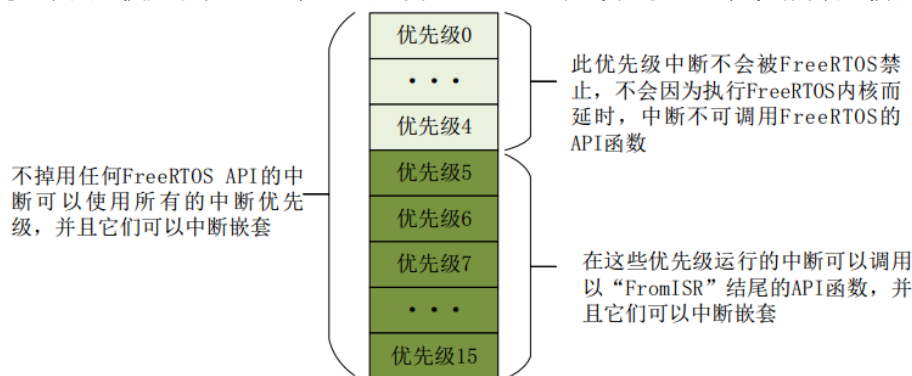 优先级0
···
优先级4
优先级5
优先级6
优先级7
···
优先级15
此优先级中断不会被FreeRTOS禁
止，不会因为执行FreeRTOS内核而
延时，中断不可调用FreeRTOS的
API函数
不掉用任何FreeRTOS API的中
断可以使用所有的中断优先
级，并且它们可以中断嵌套
在这些优先级运行的中断可以调用
以“FromISR”结尾的API函数，并
且它们可以中断嵌套